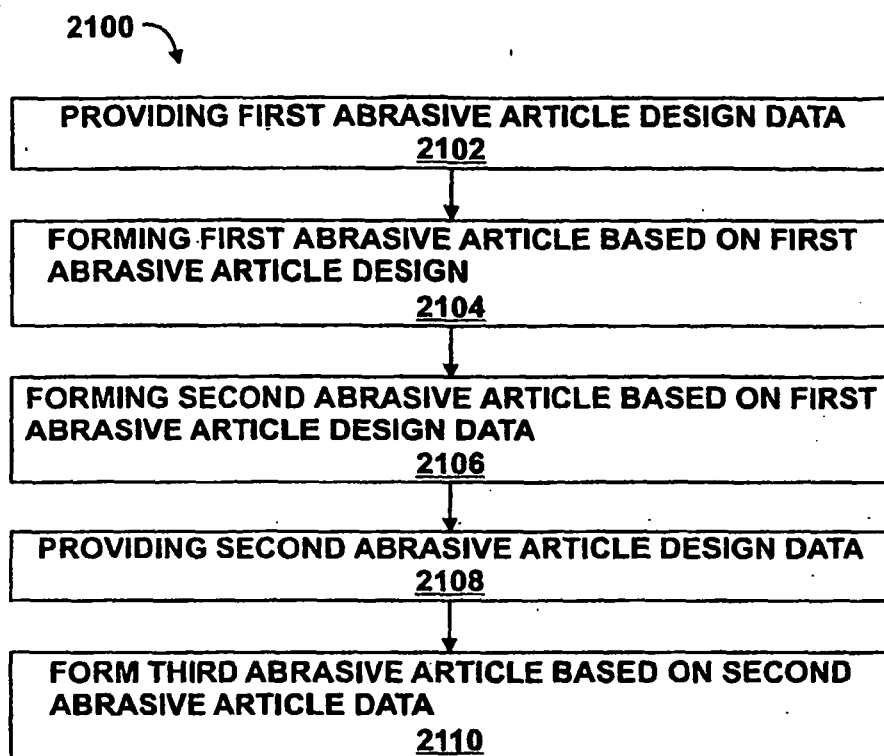 2100
PROVIDING FIRST ABRASIVE ARTICLE DESIGN DATA
2102
FORMING FIRST ABRASIVE ARTICLE BASED ON FIRST
ABRASIVE ARTICLE DESIGN
2104
FORMING SECOND ABRASIVE ARTICLE BASED ON FIRST
ABRASIVE ARTICLE DESIGN DATA
2106
PROVIDING SECOND ABRASIVE ARTICLE DESIGN DATA
2108
FORM THIRD ABRASIVE ARTICLE BASED ON SECOND
ABRASIVE ARTICLE DATA
2110